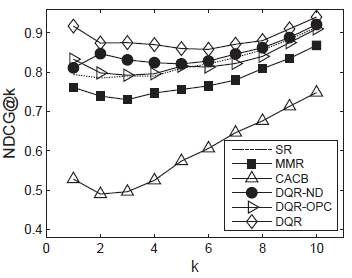 NDCG@k
0.9
0.8
0.7
0.6
0.5
0.4
0 2 4 6 8 10
k
SR
MMR
CACB
DQR-ND
DQR-OPC
DQR